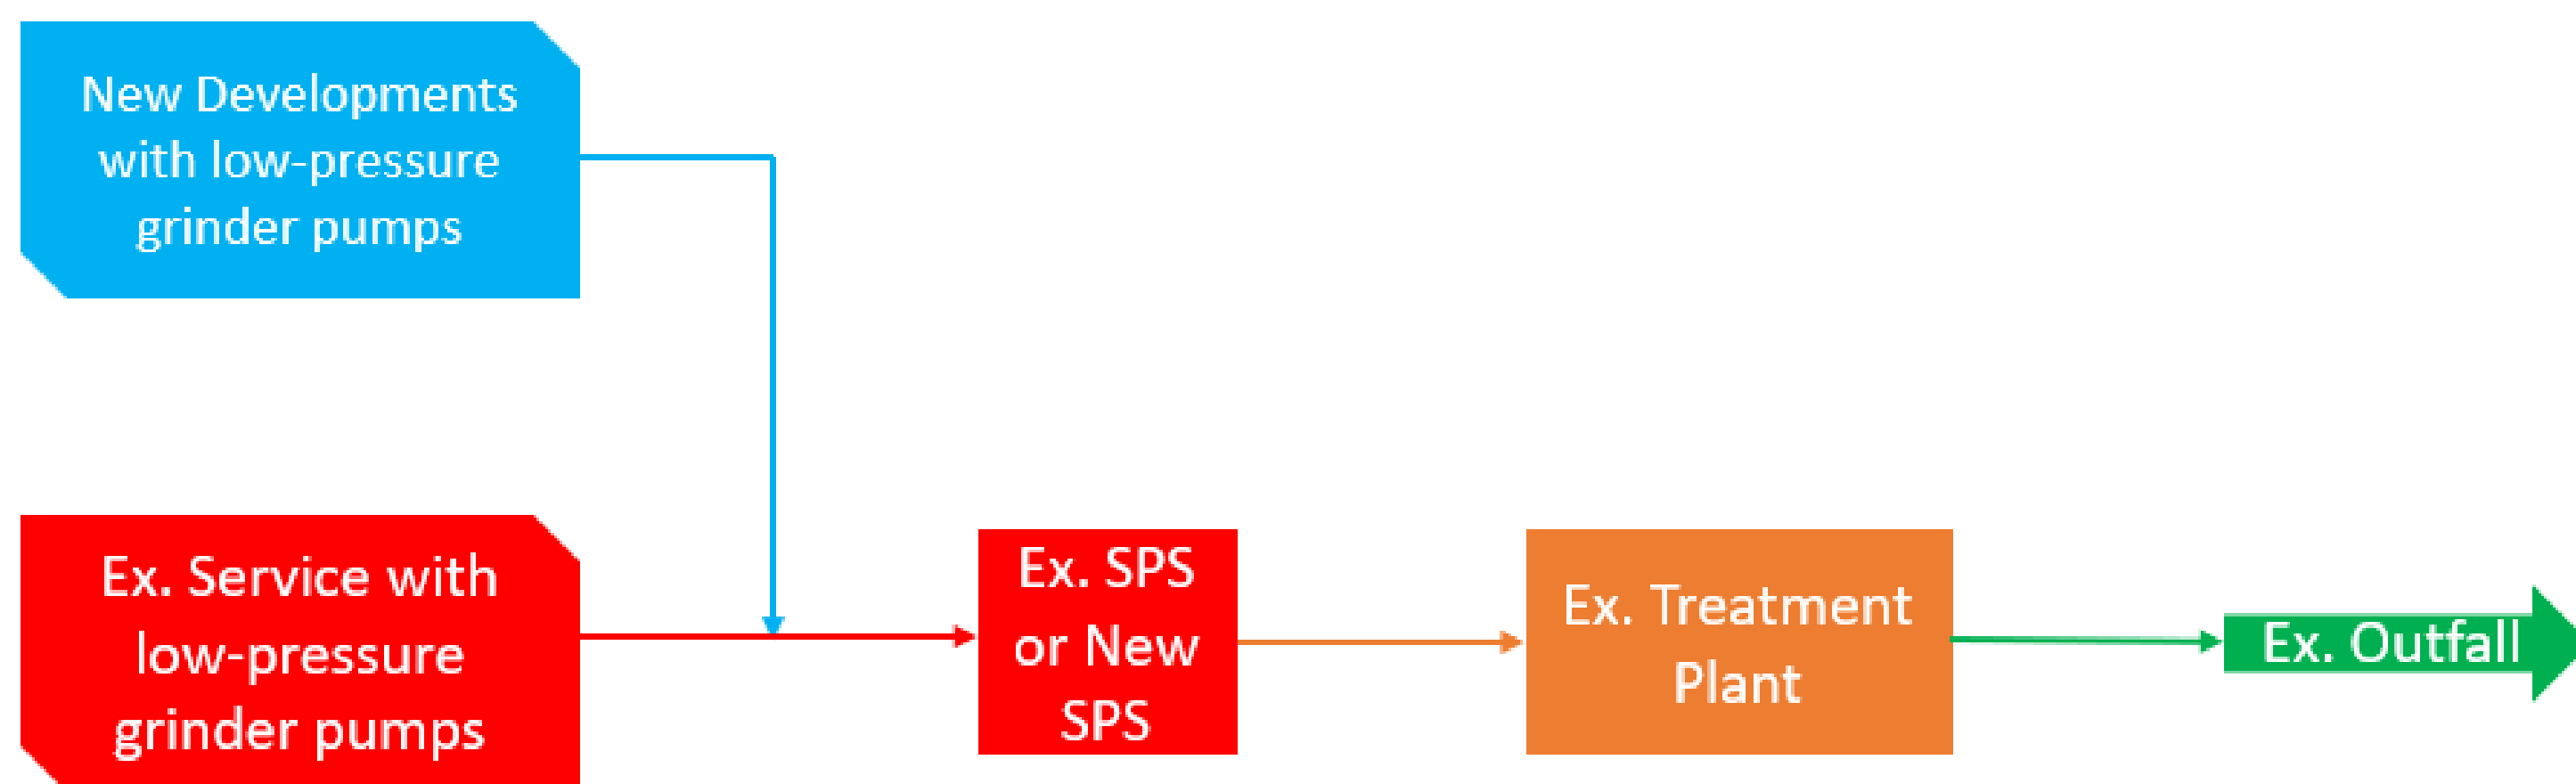 New Developments
with low-pressure
grinder pumps
Ex. Service with
low-pressure
grinder pumps
Ex. SPS
or New
SPS
Ex. Treatment
Plant
Ex. Outfall